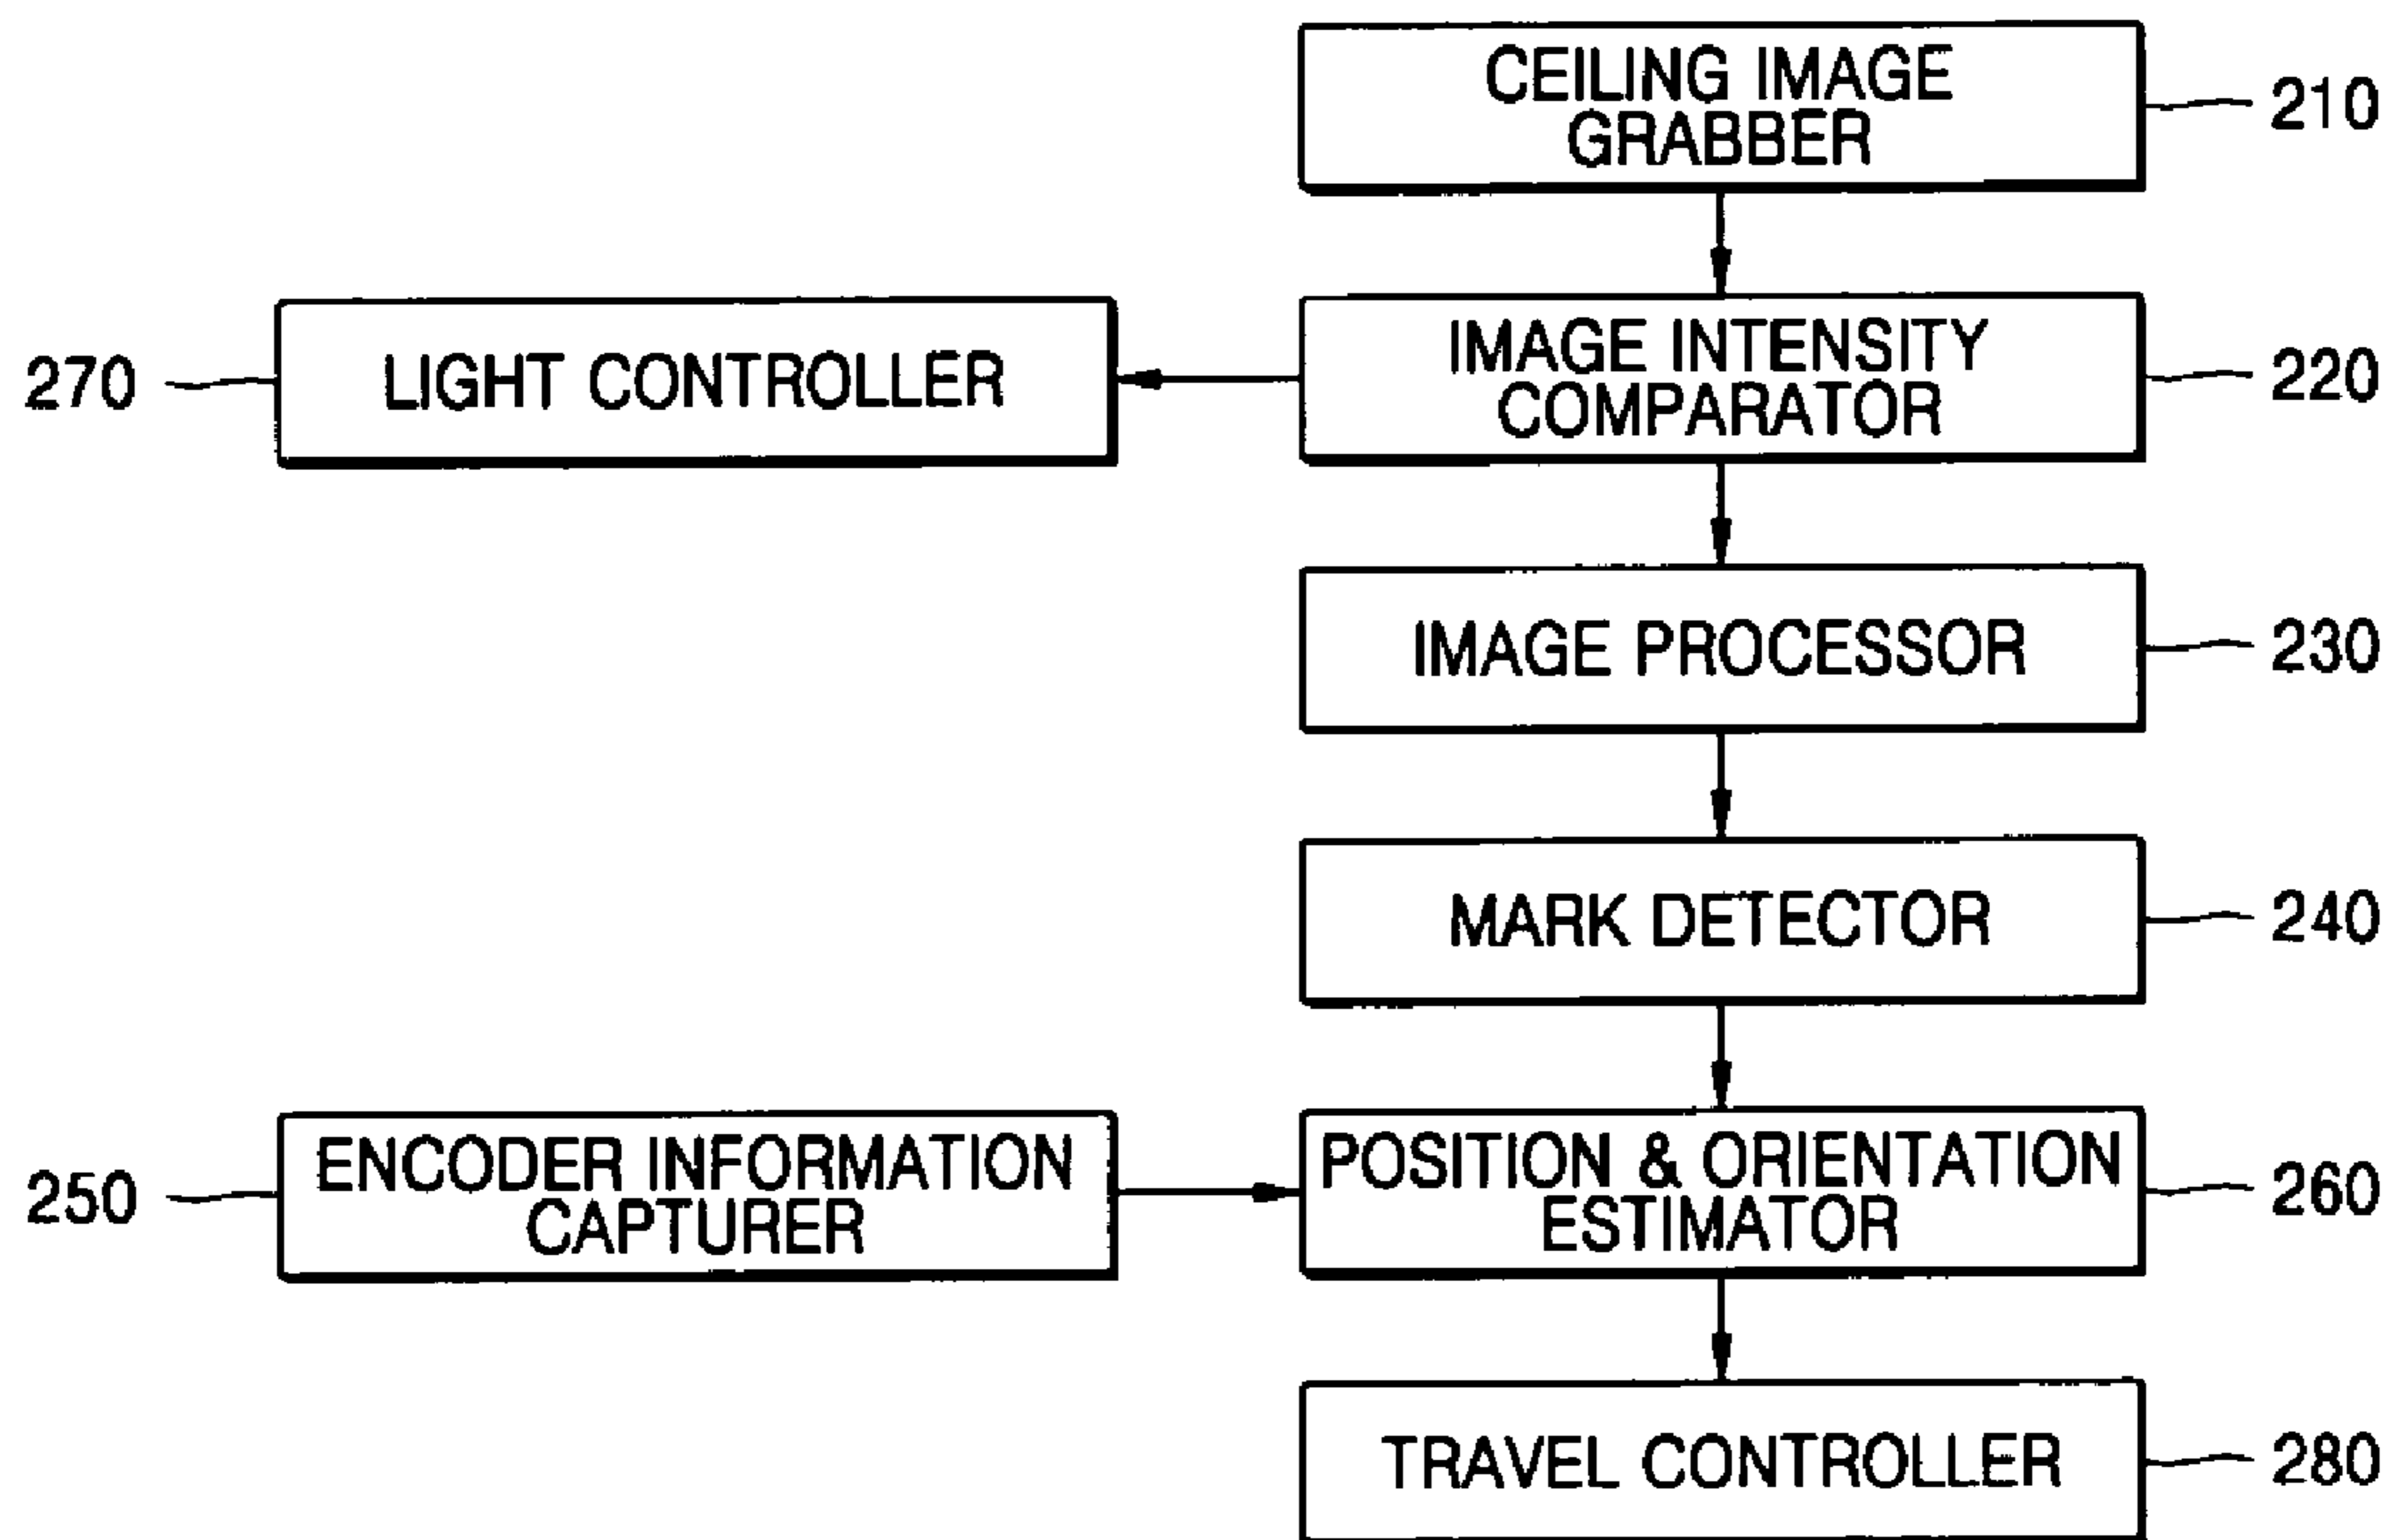 CEILING IMAGE
GRABBER
210
270
LIGHT CONTROLLER
IMAGE INTENSITY
COMPARATOR
220
IMAGE PROCESSOR
230
MARK DETECTOR
240
250
ENCODER INFORMATION
CAPTURER
POSITION & ORIENTATION
ESTIMATOR
260
TRAVEL CONTROLLER
280